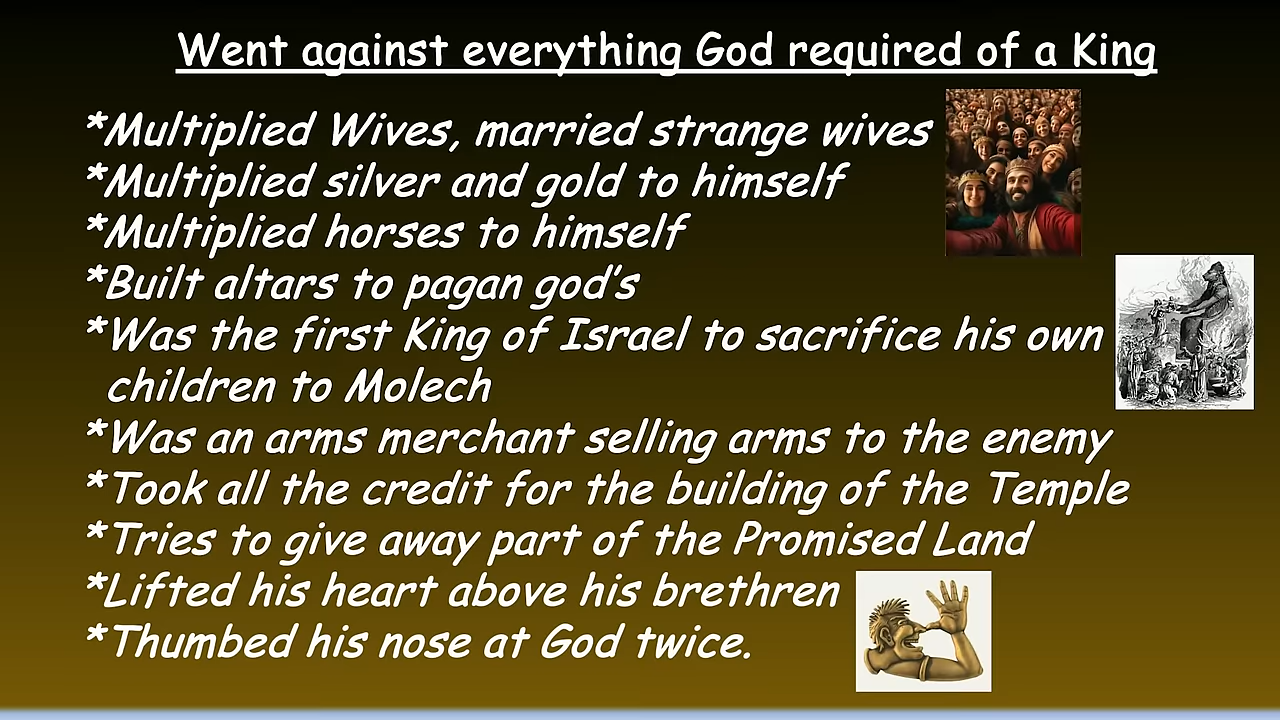 Went against everything God required of a King
*Multiplied Wives, married strange wives
*Multiplied silver and gold to himself
*Multiplied horses to himself
*Built altars to pagan god’s
*Was the first King of Israel to sacrifice his own
children to Molech
*Was an arms merchant selling arms to the enemy
*Took all the credit for the building of the Temple
*Tries to give away part of the Promised Land
*Lifted his heart above his brethren
*Thumbed his nose at God twice.